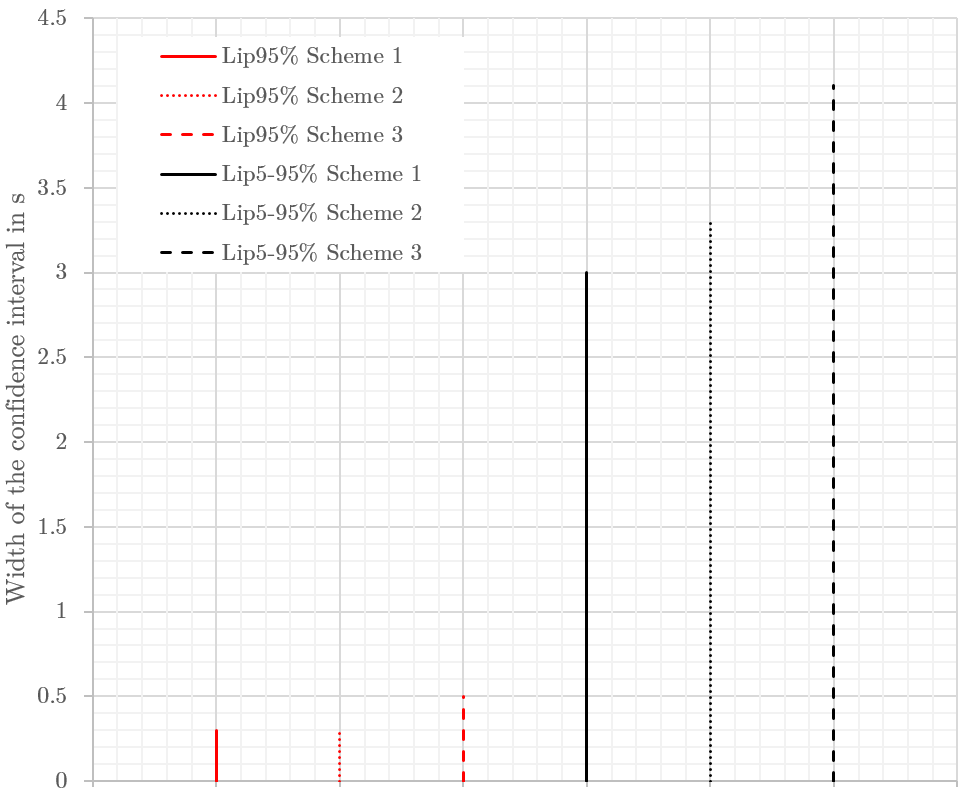 4.5
4
3.5
3
2.5
2
1.5
1
0.5
0
Width of the confidence interval in s
Lip95% Scheme 1
Lip95% Scheme 2
Lip95% Scheme 3
Lip5-95% Scheme 1
Lip5-95% Scheme 2
Lip5-95% Scheme 3